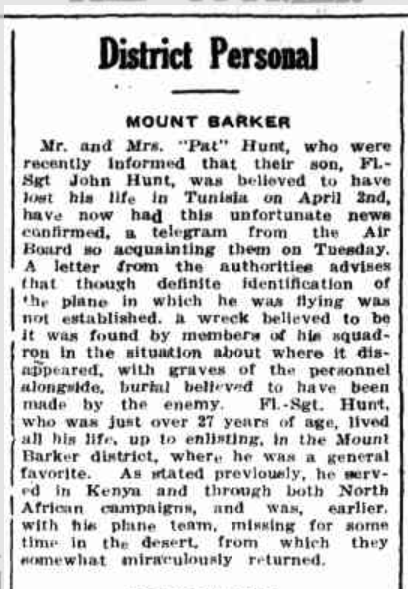 District Personal
MOUNT BARKER
Mr. and Mrs. "Pat" Hunt, who were
recently informed that their son, Fl.-
Sgt John Hunt, was believed to have
lost his life in Tunisia on April 2nd,
have now had this unfortunate news
confirmed, a telegram from the Air
Board so acquainting them on Tuesday.
A letter from the authorities advises
that though definite identification of
the plane in which he was flying was
not established, a wreck believed to be
it was found by members of his squad-
ron in the situation about where it dis-
appeared, with graves of the personnel
alongside, burial believed to have been
made by the enemy. Fl.-Sgt. Hunt,
who was just over 27 years of age, lived
all his life, up to enlisting, in the Mount
Barker district, where he was a general
favorite. As stated previously, he serv-
ed in Kenya and through both North
African campaigns, and was, earlier,
with his plane team, missing for some
time in the desert, from which they
somewhat miraculously returned.